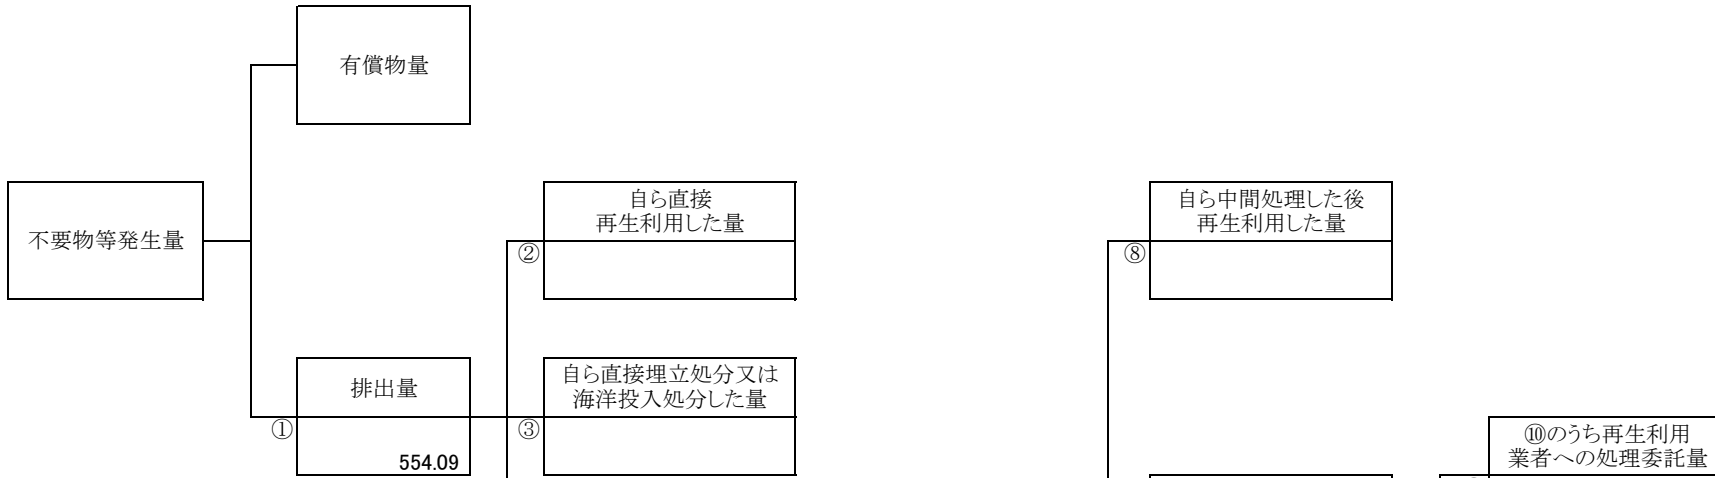 有償物量
不要物等発生量
自ら直接
再生利用した量
②
自ら中間処理した後
再生利用した量
⑧
排出量
①
554.09
自ら直接埋立処分又は
海洋投入処分した量
③
⑩のうち再生利用
業者への処理委託量